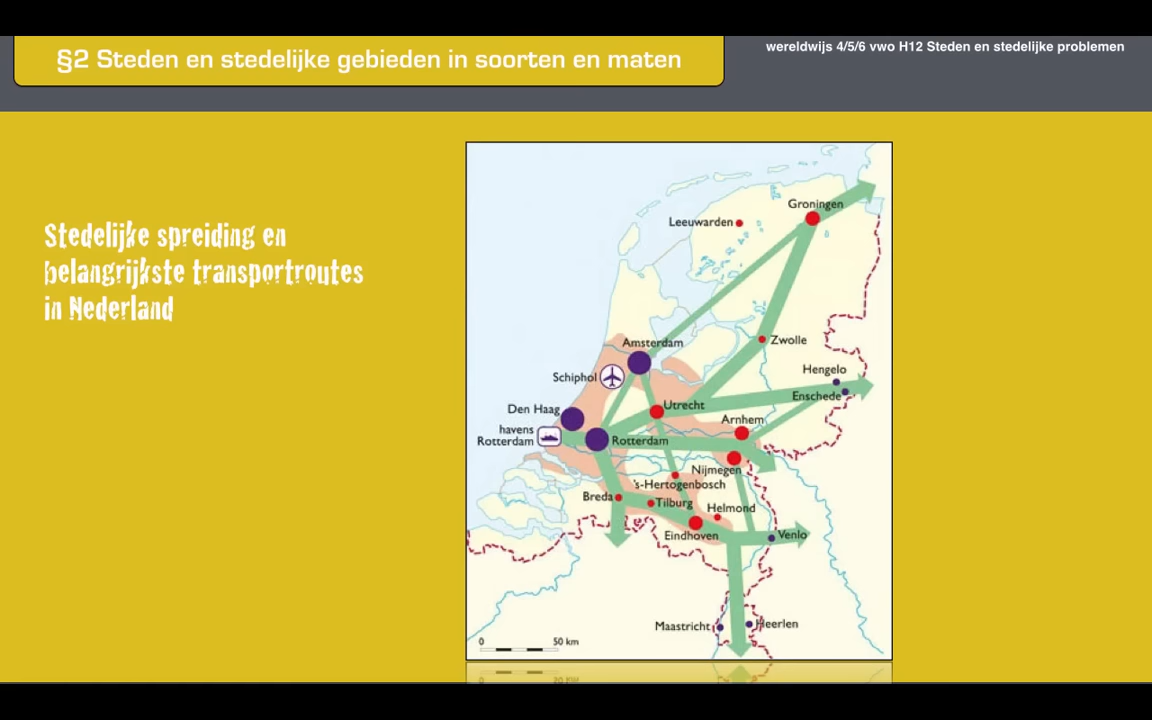 §2 Steden en stedelijke gebieden in soorten en maten
wereldwijs 4/5/6 vwo H12 Steden en stedelijke problemen
Stedelijke spreiding en
belangrijkste transportroutes
in Nederland
Groningen
Leeuwarden
Zwolle
Amsterdam
Schiphol
Hengelo
Enschede
Den Haag
Utrecht
Arnhem
havens
Rotterdam
Rotterdam
Nijmegen
's-Hertogenbosch
Breda
Tilburg
Helmond
Eindhoven
Venlo
Maastricht
Heerlen
0 50 km